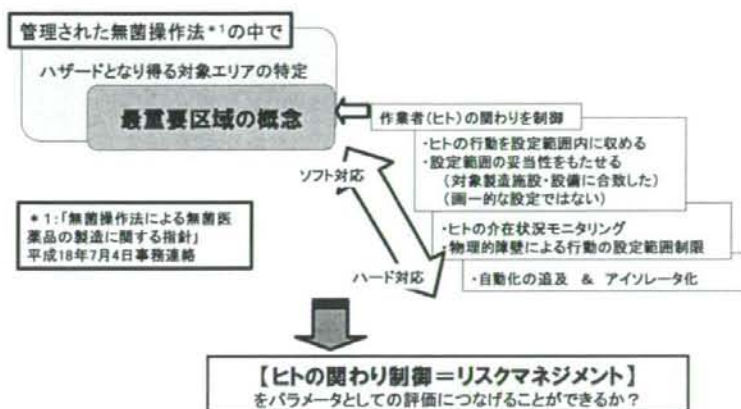 管理された無菌操作法*1の中で
ハザードとなり得る対象エリアの特定
最重要区域の概念
作業者(ヒト)の関わりを制御
・ヒトの行動を設定範囲内に収める
・設定範囲の妥当性をもたせる
(対象製造施設・設備に合致した)
(画一的な設定ではない)
ソフト対応
*1:「無菌操作法による無菌医
薬品の製造に関する指針」
平成18年7月4日事務連絡
・ヒトの介在状況モニタリング
・物理的障壁による行動の設定範囲制限
ハード対応
・自動化の追及 & アイソレータ化
【ヒトの関わり制御=リスクマネジメント】
をパラメータとしての評価につなげることができるか?